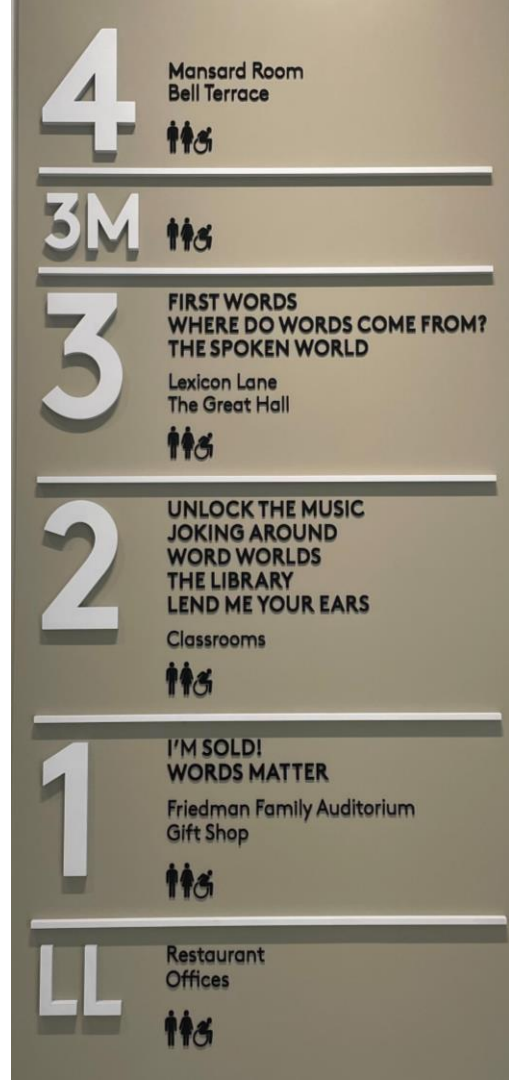 4
Mansard Room
Bell Terrace
3M
3
FIRST WORDS
WHERE DO WORDS COME FROM?
THE SPOKEN WORLD
Lexicon Lane
The Great Hall
2
UNLOCK THE MUSIC
JOKING AROUND
WORD WORLDS
THE LIBRARY
LEND ME YOUR EARS
Classrooms
1
I'M SOLD!
WORDS MATTER
Friedman Family Auditorium
Gift Shop
LL
Restaurant
Offices